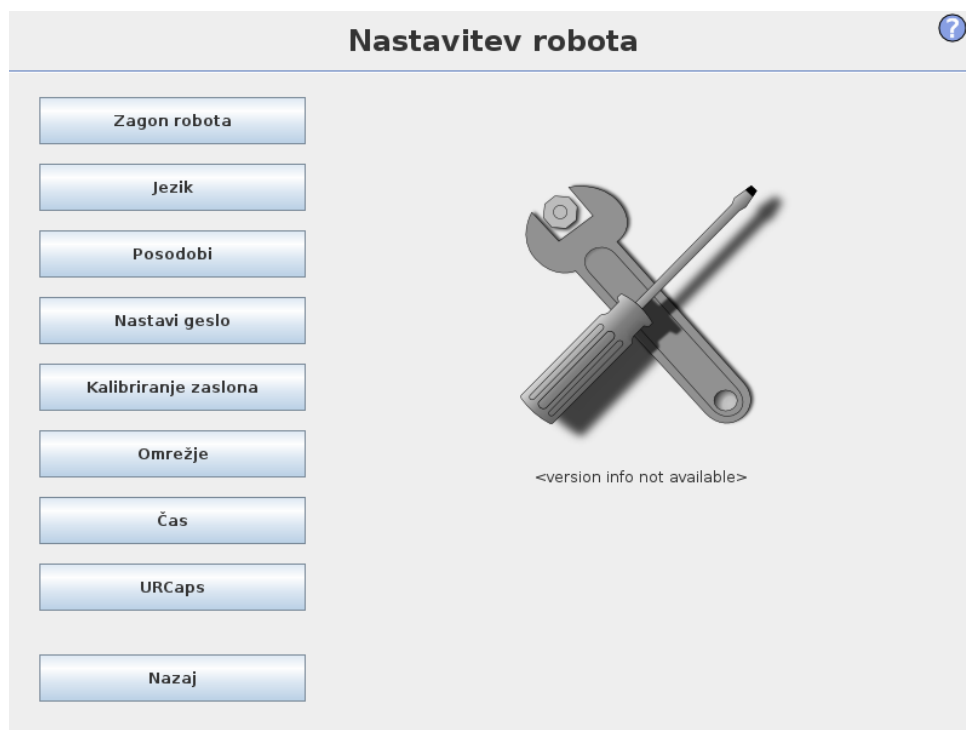 Nastavitev robota
?
Zagon robota
Jezik
Posodobi
Nastavi geslo
Kalibriranje zaslona
Omrežje
Čas
URCaps
Nazaj
<version info not available>